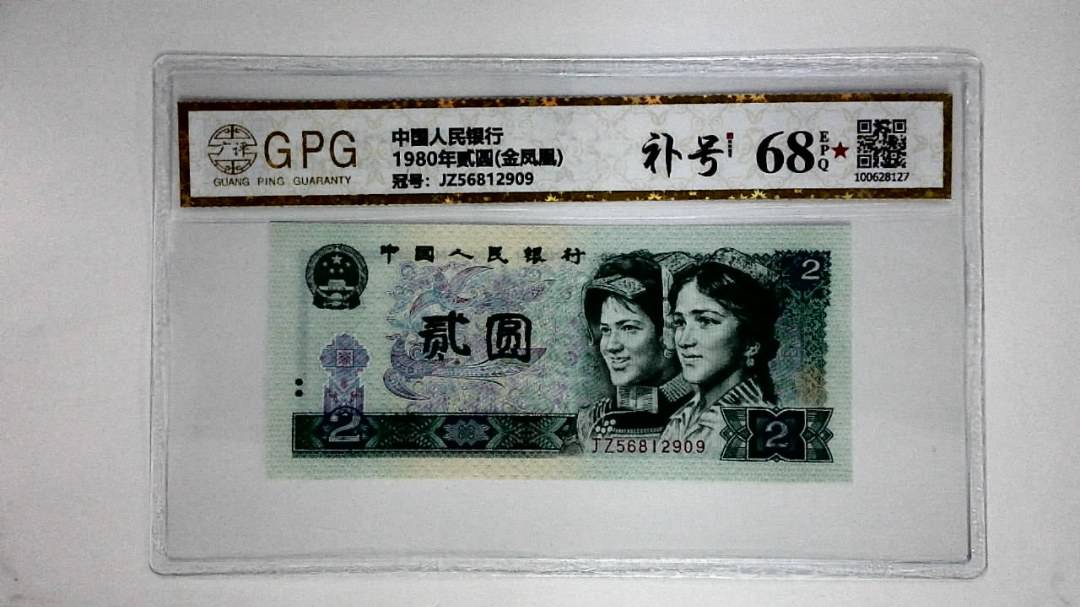 广评
GPG
GUANG PING GUARANTY
中国人民银行
1980年贰圆(金凤凰)
冠号：JZ56812909
补号
68
EPQ
100628127
中国人民银行
2
贰圆
2
JZ56812909
2